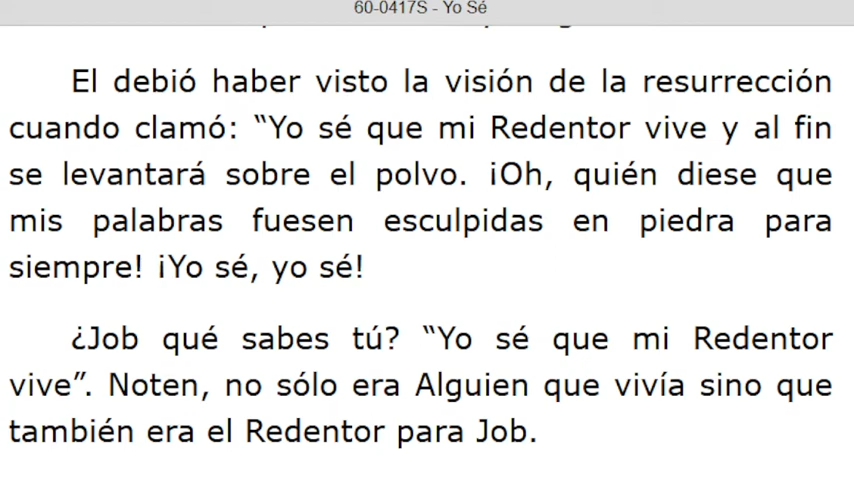 60-0417S - Yo Sé
El debió haber visto la visión de la resurrección
cuando clamó: “Yo sé que mi Redentor vive y al fin
se levantará sobre el polvo. ¡Oh, quién diese que
mis palabras fuesen esculpidas en piedra para
siempre! ¡Yo sé, yo sé!
¿Job qué sabes tú? “Yo sé que mi Redentor
vive”. Noten, no sólo era Alguien que vivía sino que
también era el Redentor para Job.